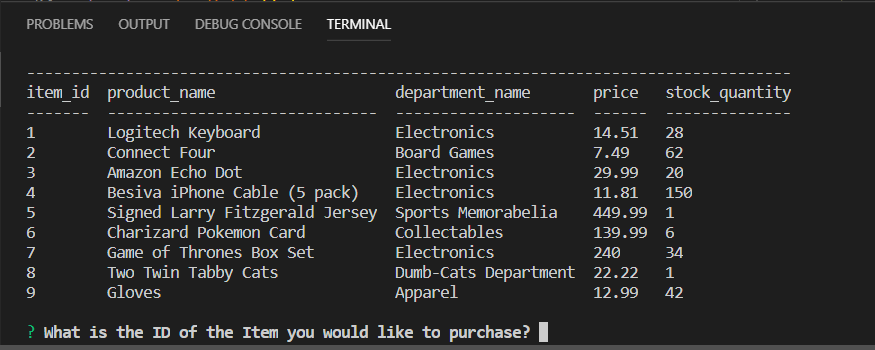 PROBLEMS OUTPUT DEBUG CONSOLE TERMINAL
-------------------------------------------------------------------------------------
item_id  product_name                    department_name       price   stock_quantity
-------  ------------------------------  --------------------  ------  --------------
1        Logitech Keyboard               Electronics           14.51   28
2        Connect Four                    Board Games           7.49    62
3        Amazon Echo Dot                 Electronics           29.99   20
4        Besiva iPhone Cable (5 pack)    Electronics           11.81   150
5        Signed Larry Fitzgerald Jersey  Sports Memorabelia    449.99  1
6        Charizard Pokemon Card          Collectables          139.99  6
7        Game of Thrones Box Set         Electronics           240     34
8        Two Twin Tabby Cats             Dumb-Cats Department  22.22   1
9        Gloves                          Apparel               12.99   42
? What is the ID of the Item you would like to purchase?